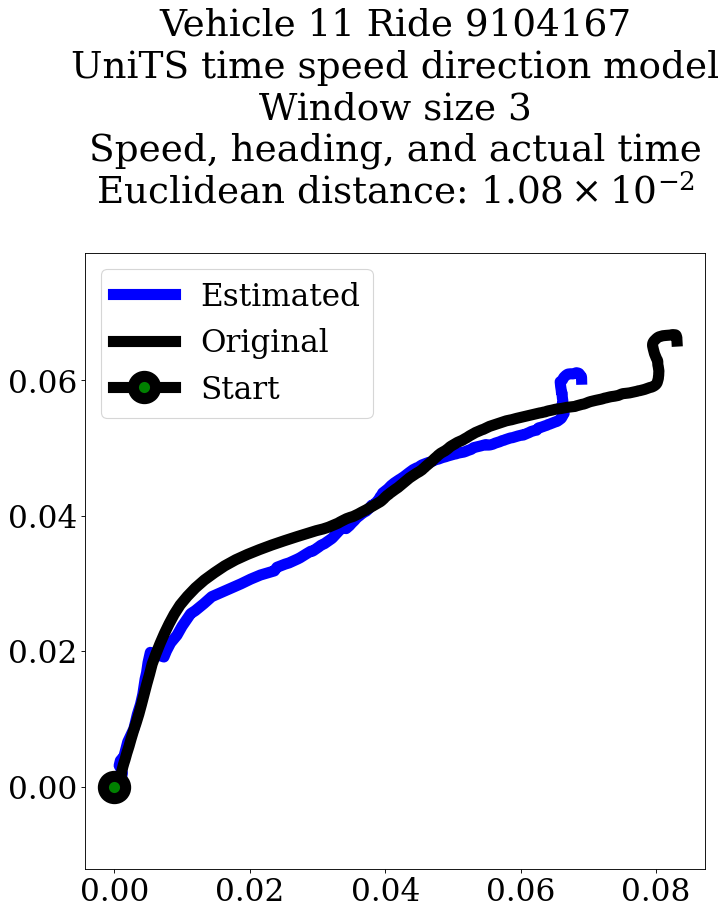 Vehicle 11 Ride 9104167
UniTS time speed direction model
Window size 3
Speed, heading, and actual time
Euclidean distance: 1.08 × 10⁻²
Estimated
Original
Start
0.06
0.04
0.02
0.00
0.00 0.02 0.04 0.06 0.08